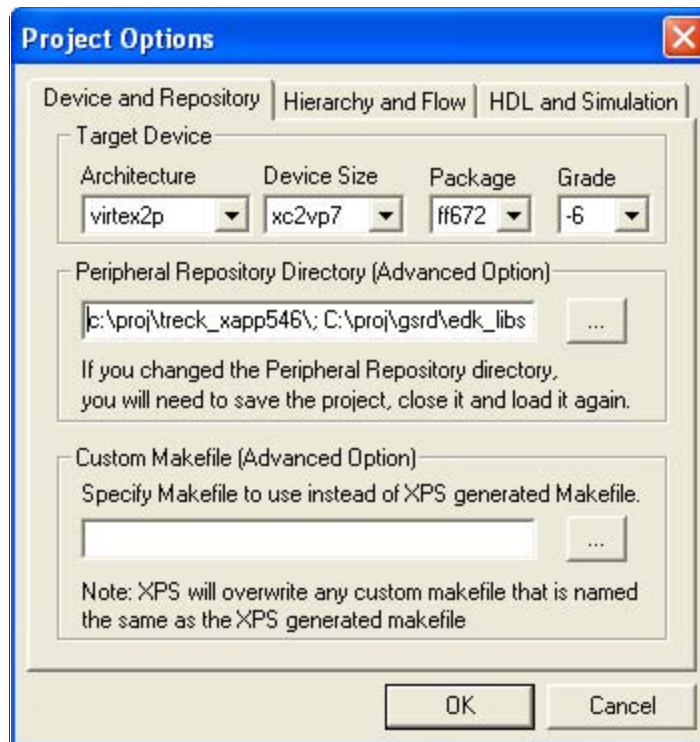 Project Options
Device and Repository Hierarchy and Flow HDL and Simulation
Target Device
Architecture Device Size Package Grade
virtex2p xc2vp7 ff672 -6
Peripheral Repository Directory (Advanced Option)
c:\proj\treck_xapp546\; C:\proj\gsrd\edk_libs ...
If you changed the Peripheral Repository directory,
you will need to save the project, close it and load it again.
Custom Makefile (Advanced Option)
Specify Makefile to use instead of XPS generated Makefile.
...
Note: XPS will overwrite any custom makefile that is named
the same as the XPS generated makefile
OK Cancel